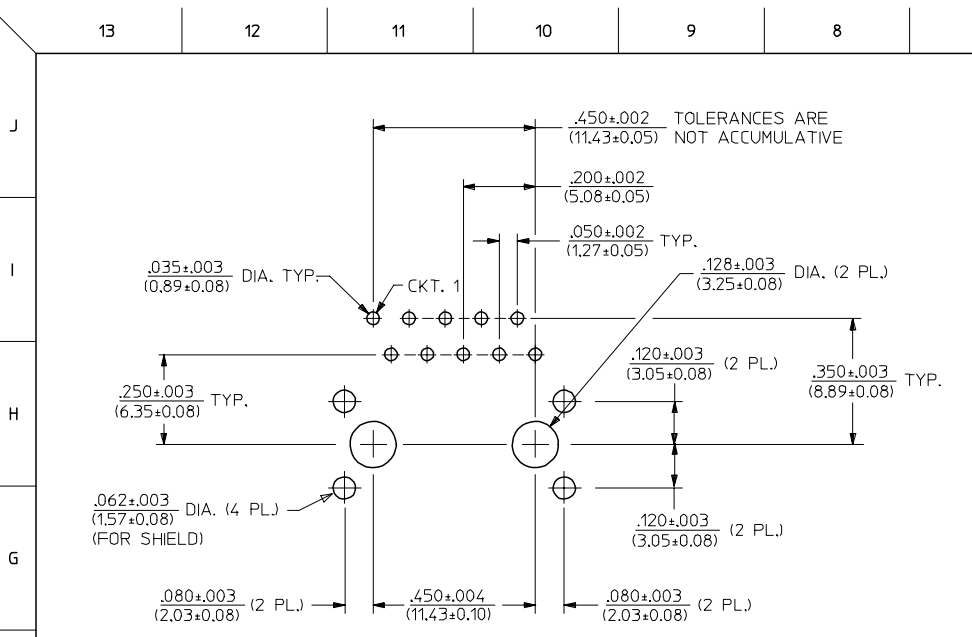 13 12 11 10 9 8
J
I
H
G
.450±.002 TOLERANCES ARE
(11.43±0.05) NOT ACCUMULATIVE
.200±.002
(5.08±0.05)
.050±.002 TYP.
(1.27±0.05)
.035±.003 DIA. TYP.
(0.89±0.08)
CKT. 1
.128±.003 DIA. (2 PL.)
(3.25±0.08)
.120±.003 (2 PL.)
(3.05±0.08)
.350±.003 TYP.
(8.89±0.08)
.250±.003 TYP.
(6.35±0.08)
.062±.003 DIA. (4 PL.)
(1.57±0.08)
(FOR SHIELD)
.120±.003 (2 PL.)
(3.05±0.08)
.080±.003 (2 PL.)
(2.03±0.08)
.450±.004
(11.43±0.10)
.080±.003 (2 PL.)
(2.03±0.08)